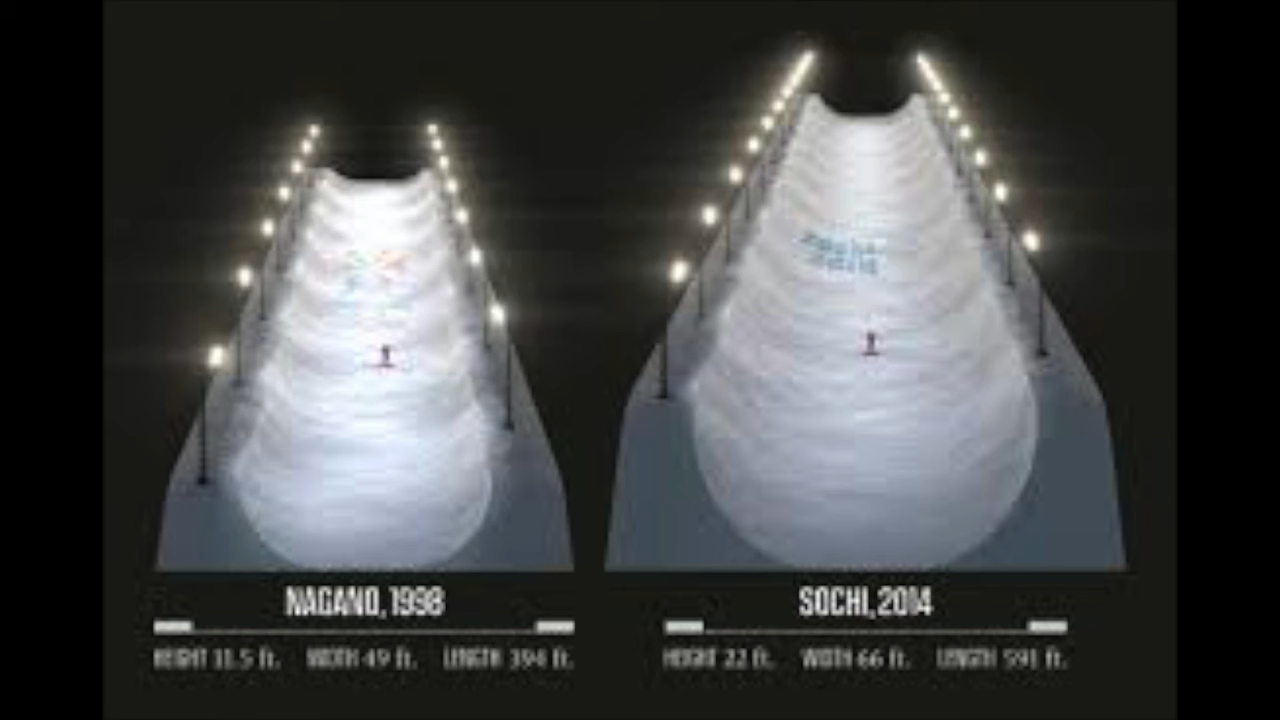 NAGANO, 1998
HEIGHT 11.5 ft. WIDTH 49 ft. LENGTH 394 ft.
SOCHI, 2014
HEIGHT 22 ft. WIDTH 66 ft. LENGTH 591 ft.